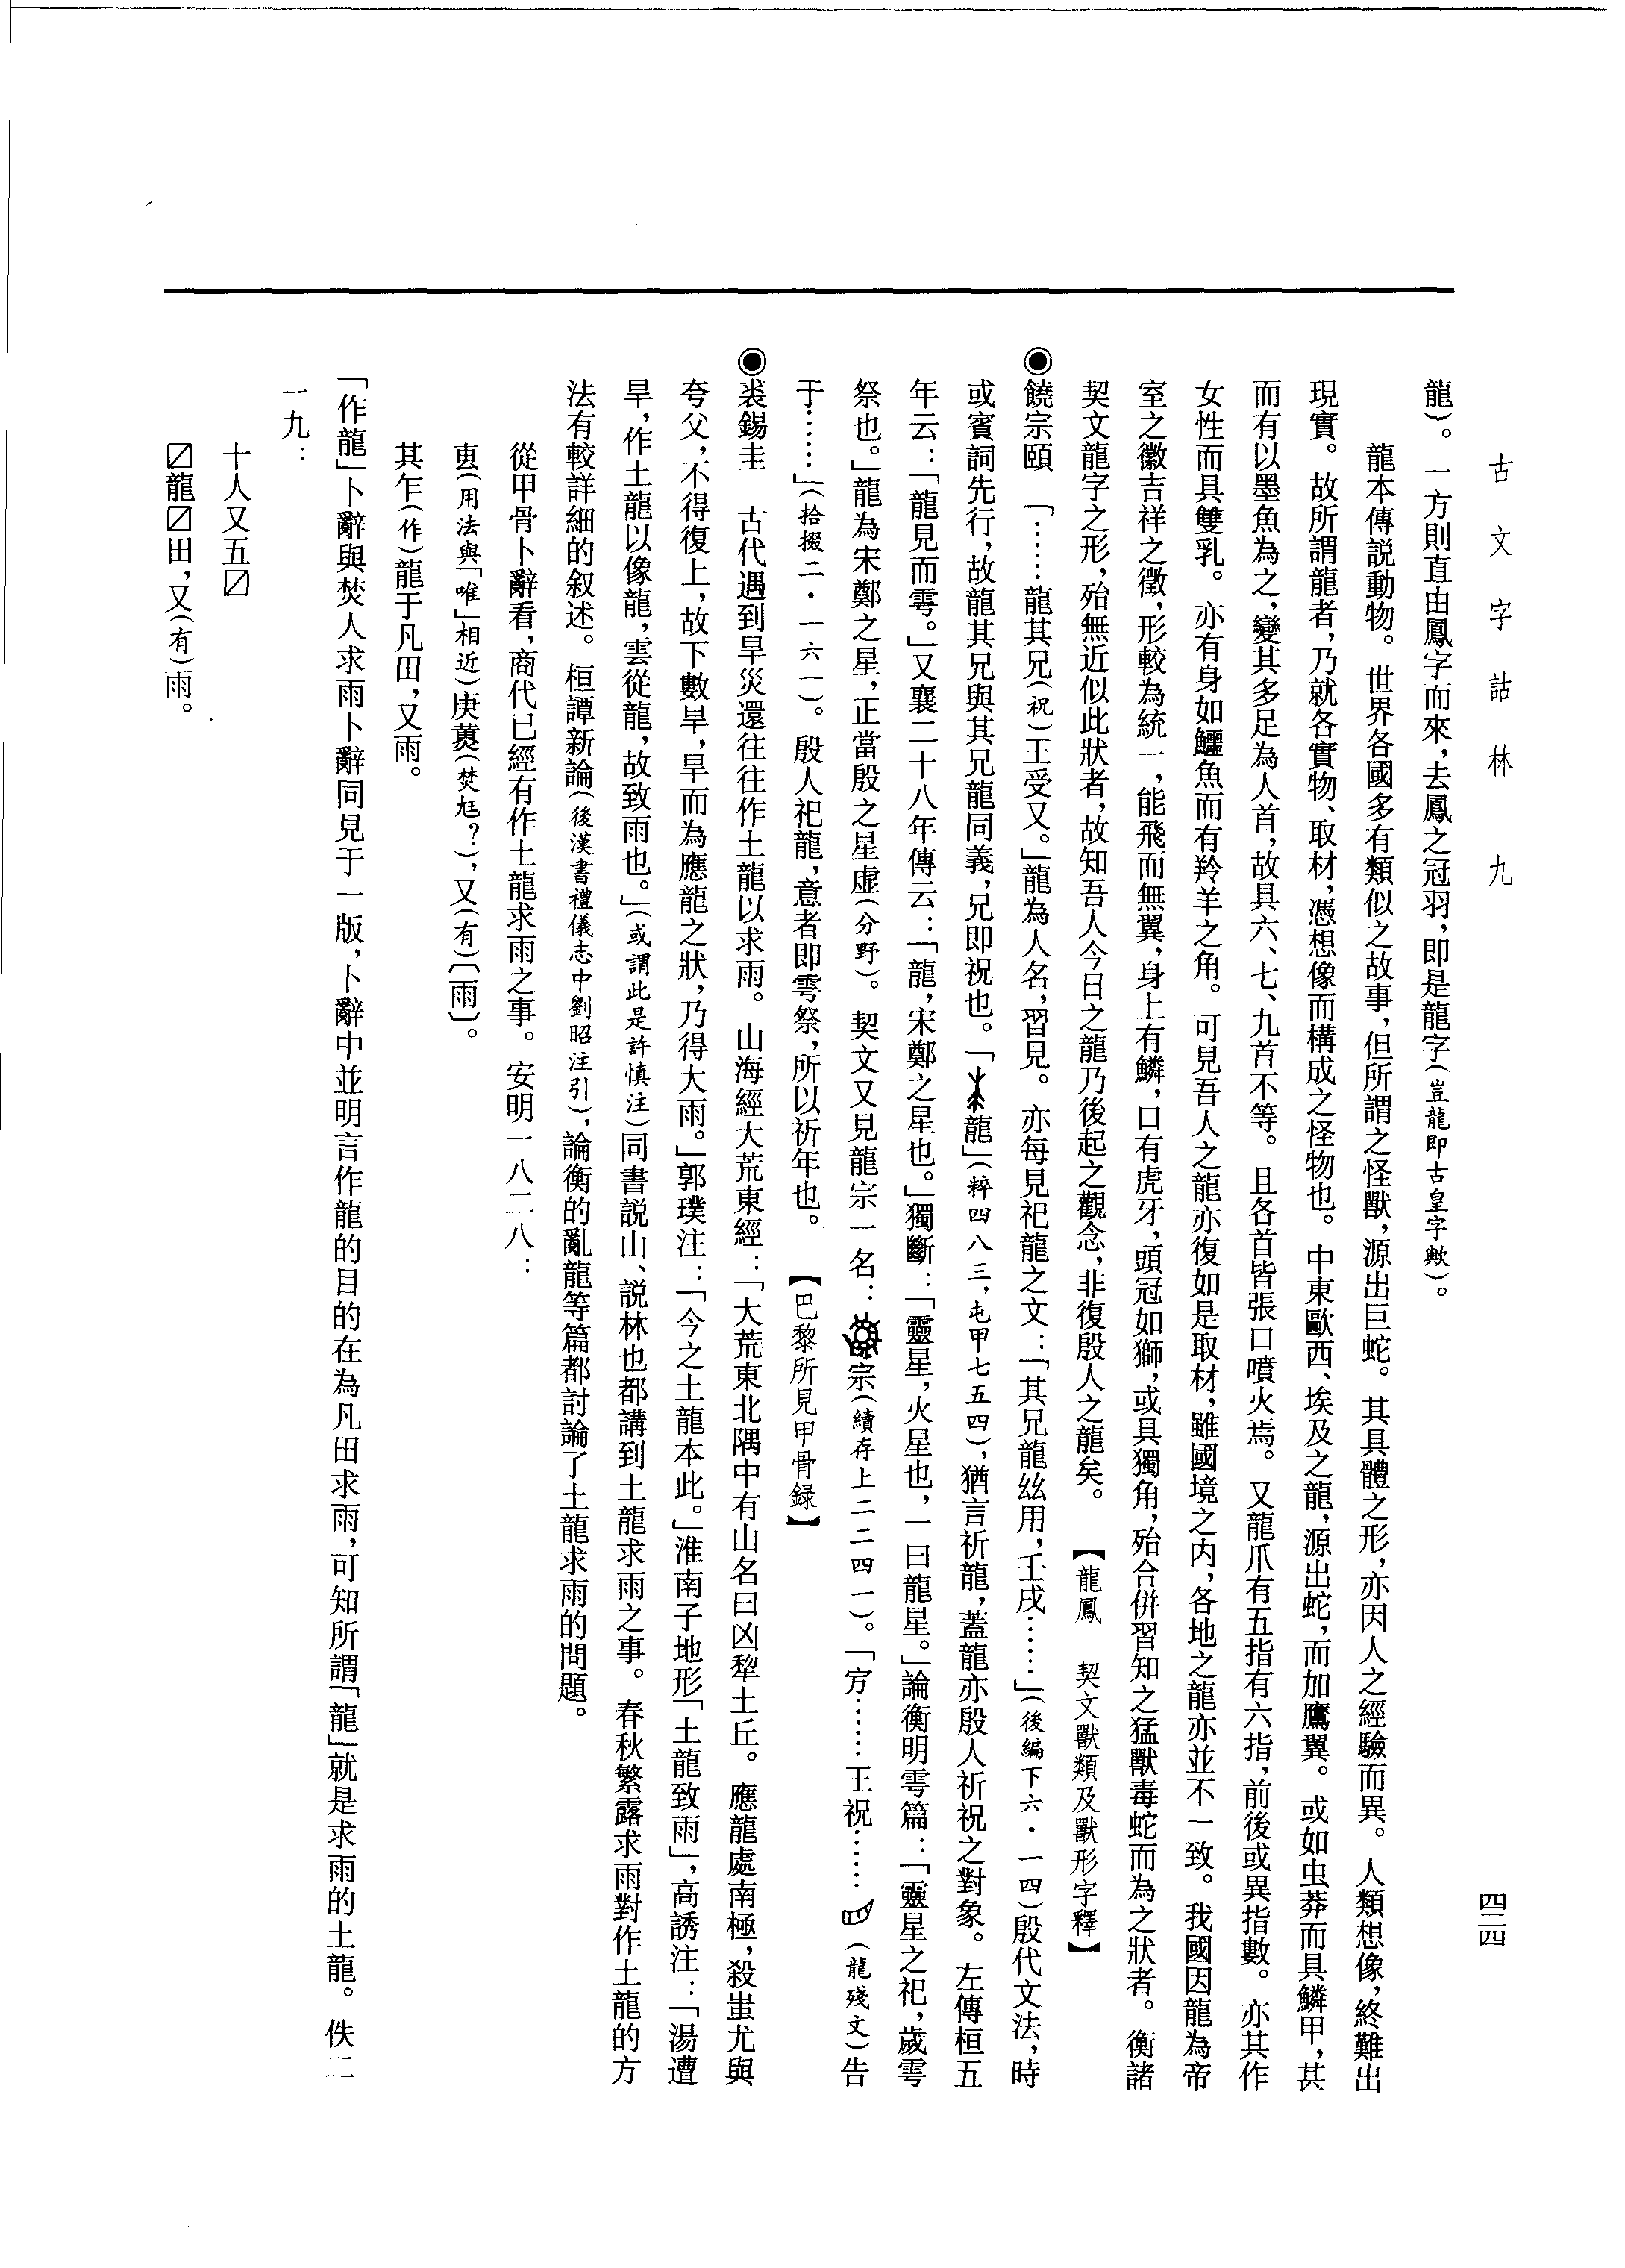 古文字詁林 九
四二四
龍）。一方則直由鳳字而來，去鳳之冠羽，即是龍字（豈龍即古皇字歟）。
龍本傳説動物。世界各國多有類似之故事，但所謂之怪獸，源出巨蛇。其具體之形，亦因人之經驗而異。人類想像，終難出
現實。故所謂龍者，乃就各實物、取材，憑想像而構成之怪物也。中東歐西、埃及之龍，源出蛇，而加鷹翼。或如虫蟒而具鱗甲，甚
而有以墨魚為之，變其多足為人首，故具六、七、九首不等。且各首皆張口噴火焉。又龍爪有五指有六指，前後或異指數。亦其作
女性而具雙乳。亦有身如鱷魚而有羚羊之角。可見吾人之龍亦復如是取材，雖國境之内，各地之龍亦並不一致。我國因龍為帝
室之徽吉祥之徵，形較為統一，能飛而無翼，身上有鱗，口有虎牙，頭冠如獅，或具獨角，殆合併習知之猛獸毒蛇而為之狀者。衡諸
契文龍字之形，殆無近似此狀者，故知吾人今日之龍乃後起之觀念，非復殷人之龍矣。【龍鳳 契文獸類及獸形字釋】
◉饒宗頤 「……龍其兄（祝）王受又。」龍為人名，習見。亦每見祀龍之文：「其兄龍丝用，壬戌……」（後編下六·一四）殷代文法，時
或賓詞先行，故龍其兄與其兄龍同義，兄即祝也。「龍」（粹四八三，屯甲七五四），猶言祈龍，蓋龍亦殷人祈祝之對象。左傳桓五
年云：「龍見而雩。」又襄二十八年傳云：「龍，宋鄭之星也。」獨斷：「靈星，火星也，一曰龍星。」論衡明雩篇：「靈星之祀，歲雩
祭也。」龍為宋鄭之星，正當殷之星虚（分野）。契文又見龍宗一名：宗（續存上二二四一）。「㝑……王祝……（龍殘文）告
于……」（拾掇二·一六一）。殷人祀龍，意者即雩祭，所以祈年也。【巴黎所見甲骨録】
◉裘錫圭 古代遇到旱災還往往作土龍以求雨。山海經大荒東經：「大荒東北隅中有山名曰凶犂土丘。應龍處南極，殺蚩尤與
夸父，不得復上，故下數旱，旱而為應龍之狀，乃得大雨。」郭璞注：「今之土龍本此。」淮南子地形「土龍致雨」，高誘注：「湯遭
旱，作土龍以像龍，雲從龍，故致雨也。」（或謂此是許慎注）同書説山、説林也都講到土龍求雨之事。春秋繁露求雨對作土龍的方
法有較詳細的叙述。桓譚新論（後漢書禮儀志中劉昭注引），論衡的亂龍等篇都討論了土龍求雨的問題。
從甲骨卜辭看，商代已經有作土龍求雨之事。安明一八二八：
叀（用法與「唯」相近）庚𤊽（焚尪？），又（有）〔雨〕。
其乍（作）龍于凡田，又雨。
「作龍」卜辭與焚人求雨卜辭同見于一版，卜辭中並明言作龍的目的在為凡田求雨，可知所謂「龍」就是求雨的土龍。佚二
一九：
十人又五☑
☑龍☑田，又（有）雨。